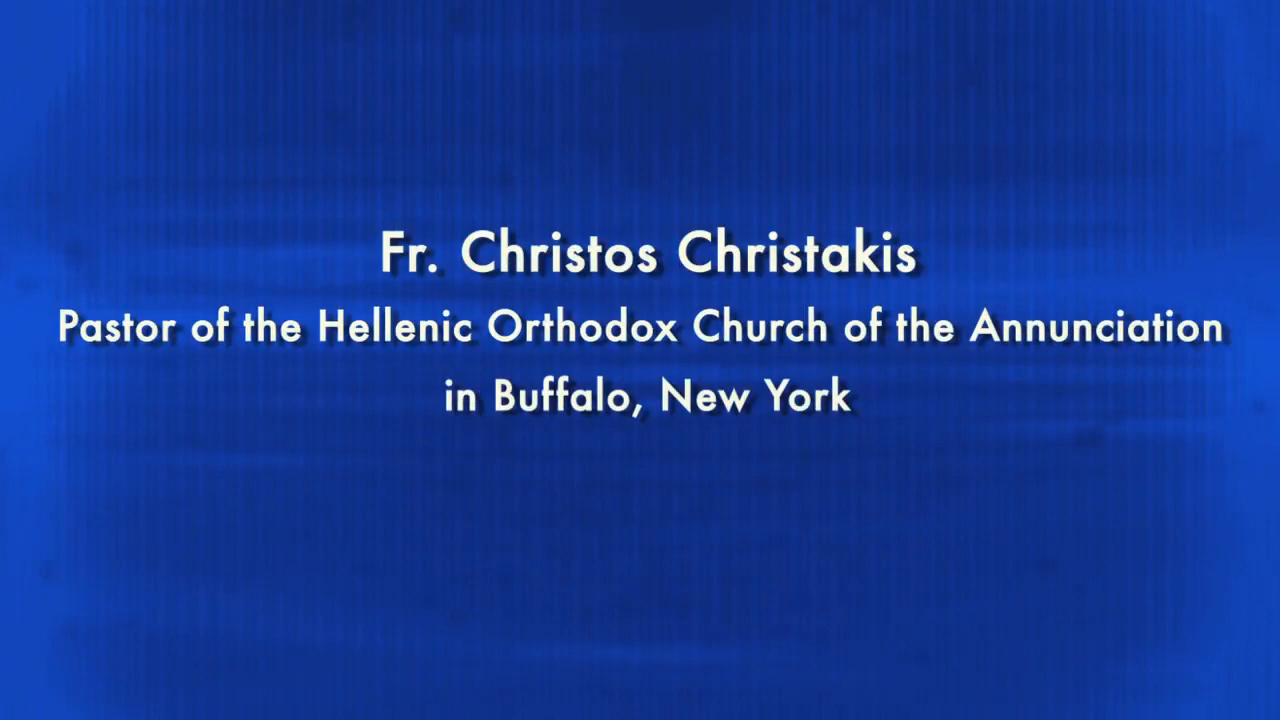 Fr. Christos Christakis
Pastor of the Hellenic Orthodox Church of the Annunciation
in Buffalo, New York